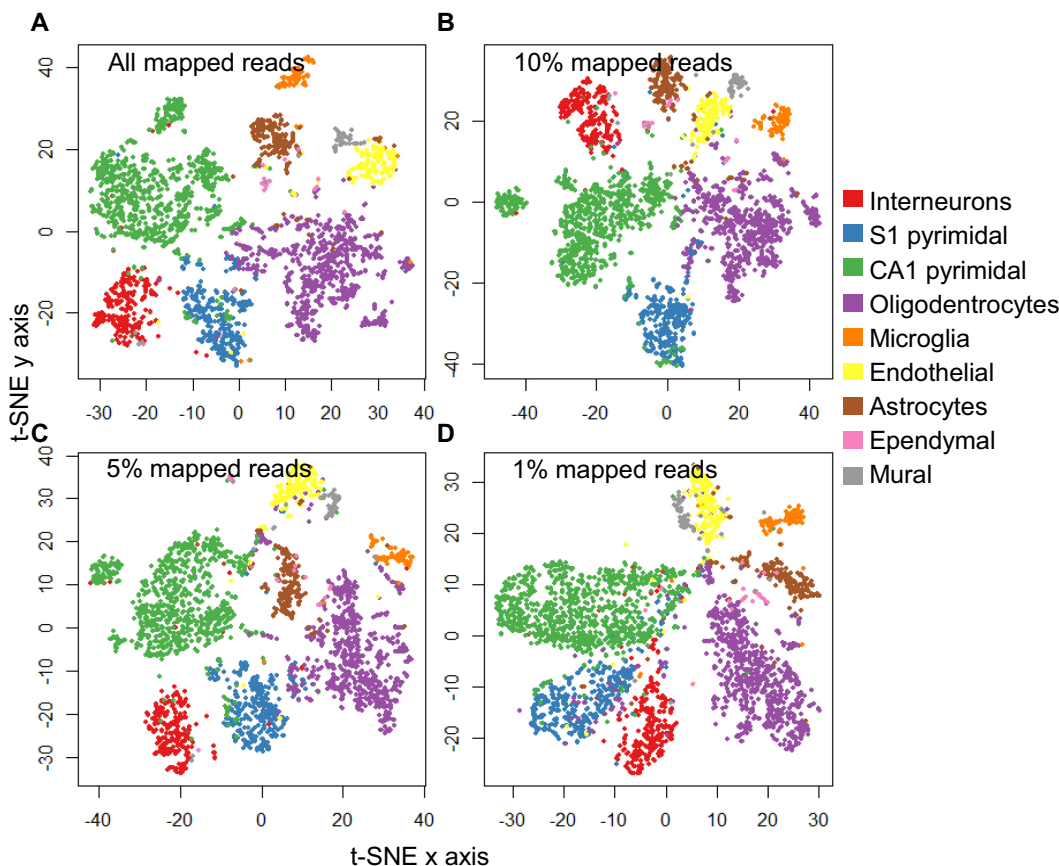 A
B
All mapped reads
10% mapped reads
40
20
0
-20
-30 -20 -10 0 10 20 30 40
20
0
-20
-40
-40 -20 0 20 40
t-SNE y axis
Interneurons
S1 pyrimidal
CA1 pyrimidal
Oligodentrocytes
Microglia
Endothelial
Astrocytes
Ependymal
Mural
C
D
5% mapped reads
1% mapped reads
40
30
20
10
0
-10
-20
-30
-40 -20 0 20 40
30
20
10
0
-10
-20
-30 -20 -10 0 10 20 30
t-SNE x axis